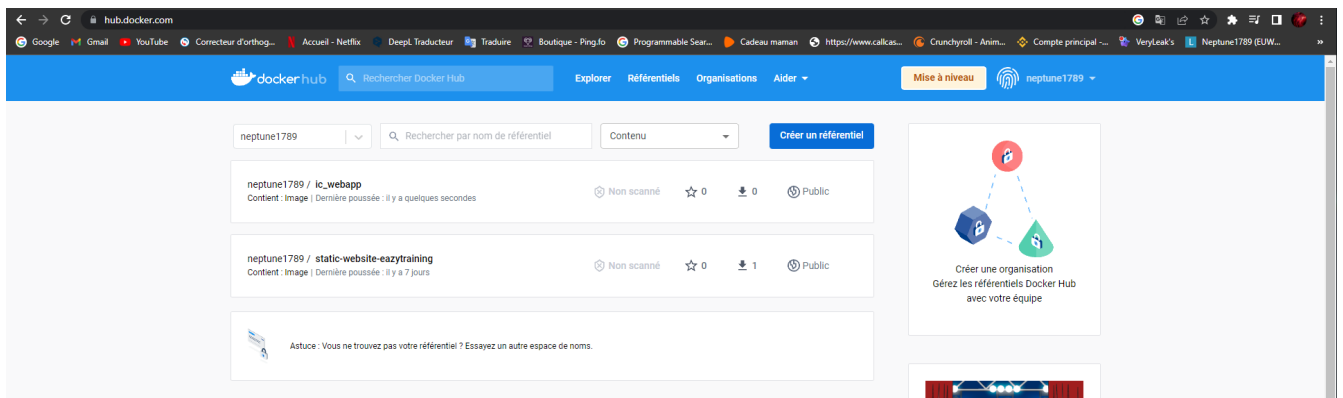 hub.docker.com
Google Gmail YouTube Correcteur d'orthog... Accueil - Netflix DeepL Traducteur Traduire Boutique - Ping.fo Programmable Sear... Cadeau maman https://www.callcas... Crunchyroll - Anim... Compte principal -... VeryLeak's Neptune1789 (EUW... »
dockerhub Rechercher Docker Hub Explorer Référentiels Organisations Aider Mise à niveau neptune1789
neptune1789 Rechercher par nom de référentiel Contenu Créer un référentiel
neptune1789 / ic_webapp
Contient : Image | Dernière poussée : il y a quelques secondes
Non scanné 0 0 Public
neptune1789 / static-website-eazytraining
Contient : Image | Dernière poussée : il y a 7 jours
Non scanné 0 1 Public
Astuce : Vous ne trouvez pas votre référentiel ? Essayez un autre espace de noms.
Créer une organisation
Gérez les référentiels Docker Hub
avec votre équipe